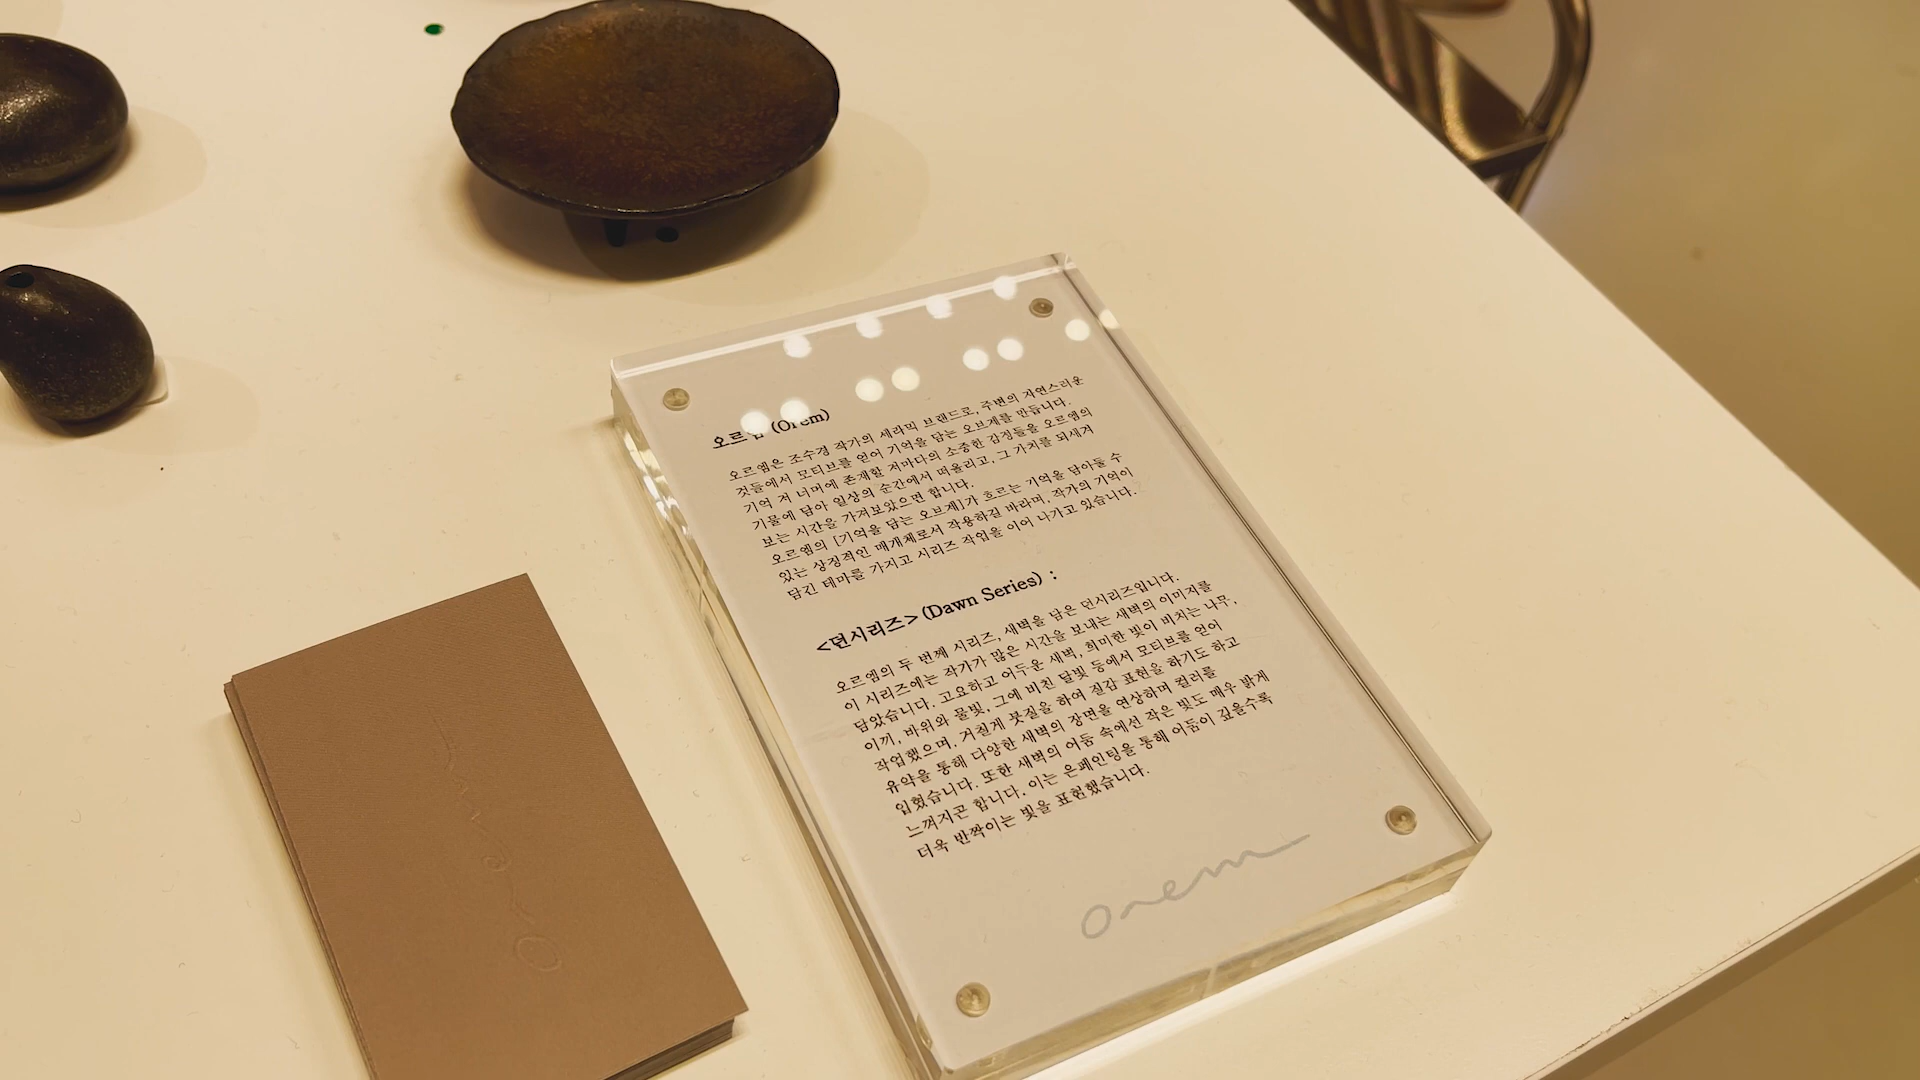 오르엠 (Orem)
오르엠은 조수경 작가의 세라믹 브랜드로, 주변의 자연스러운
것들에서 모티브를 얻어 기억을 담는 오브제를 만듭니다.
기억 저 너머에 존재할 저마다의 소중한 감정들을 오르엠의
기물에 담아 일상의 순간에서 떠올리고, 그 가치를 되새겨
보는 시간을 가져보았으면 합니다.
오르엠의 [기억을 담는 오브제]가 흐르는 기억을 담아둘 수
있는 상징적인 매개체로서 작용하길 바라며, 작가의 기억이
담긴 테마를 가지고 시리즈 작업을 이어 나가고 있습니다.
<던시리즈> (Dawn Series) :
오르엠의 두 번째 시리즈, 새벽을 담은 던시리즈입니다.
이 시리즈에는 작가가 많은 시간을 보내는 새벽의 이미지를
담았습니다. 고요하고 어두운 새벽, 희미한 빛이 비치는 나무,
이끼, 바위와 물빛, 그에 비친 달빛 등에서 모티브를 얻어
작업했으며, 거칠게 붓질을 하여 질감 표현을 하기도 하고
유약을 통해 다양한 새벽의 장면을 연상하며 컬러를
입혔습니다. 또한 새벽의 어둠 속에선 작은 빛도 매우 밝게
느껴지곤 합니다. 이는 은페인팅을 통해 어둠이 깊을수록
더욱 반짝이는 빛을 표현했습니다.
Orem
Orem